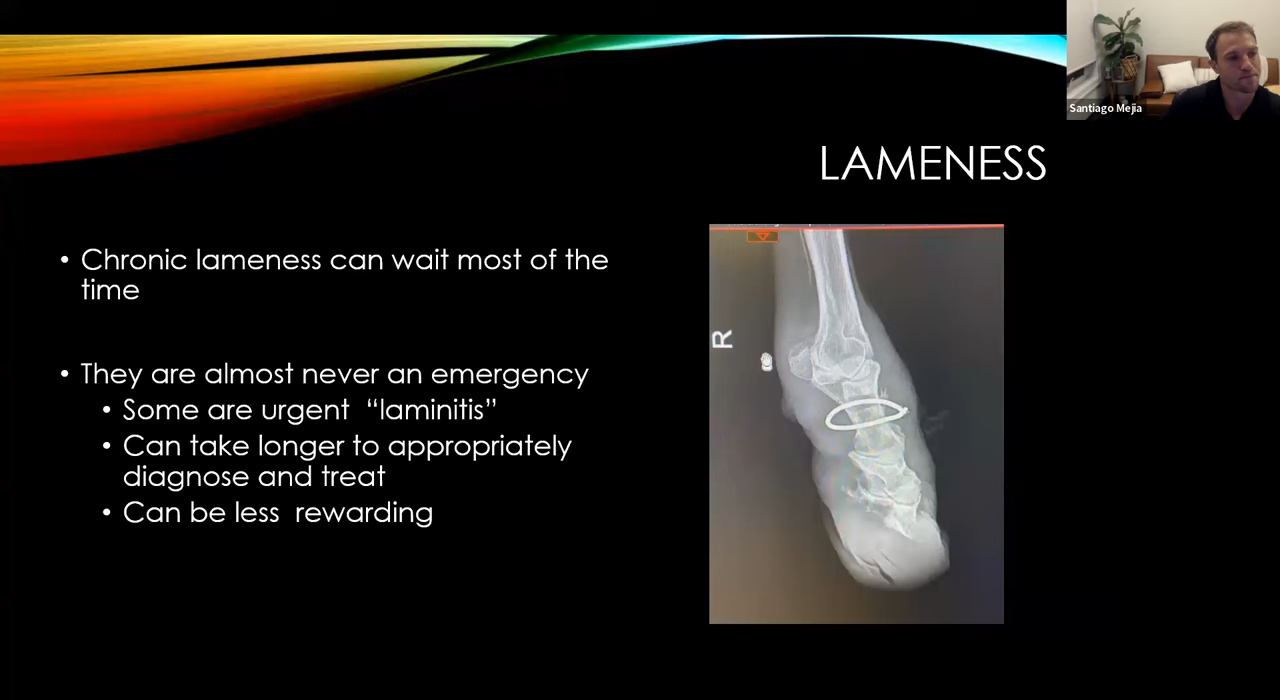 Santiago Mejia
LAMENESS
• Chronic lameness can wait most of the
time
• They are almost never an emergency
• Some are urgent “laminitis”
• Can take longer to appropriately
diagnose and treat
• Can be less rewarding
R